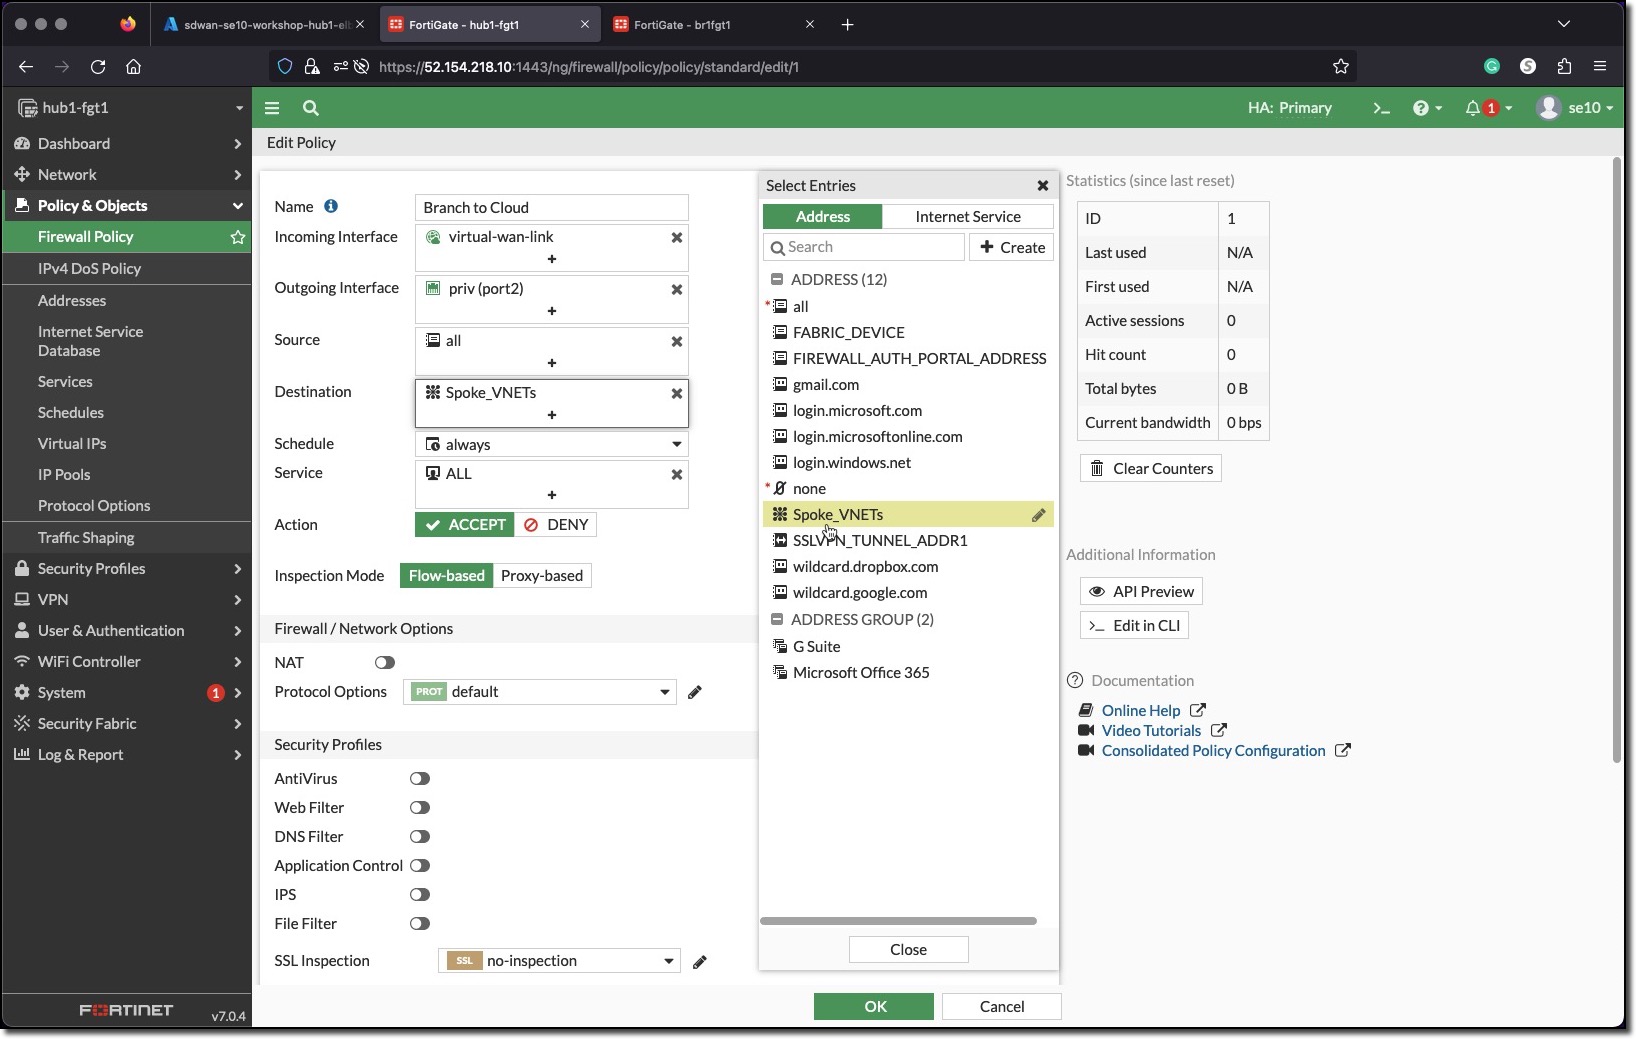 sdwan-se10-workshop-hub1-el
FortiGate - hub1-fgt1
FortiGate - br1fgt1
https://52.154.218.10:1443/ng/firewall/policy/policy/standard/edit/1
hub1-fgt1
HA: Primary
1
se10
Dashboard
Network
Policy & Objects
Firewall Policy
IPv4 DoS Policy
Addresses
Internet Service
Database
Services
Schedules
Virtual IPs
IP Pools
Protocol Options
Traffic Shaping
Security Profiles
VPN
User & Authentication
WiFi Controller
System 1
Security Fabric
Log & Report
FORTINET v7.0.4
Edit Policy
Name Branch to Cloud
Incoming Interface virtual-wan-link
+
Outgoing Interface priv (port2)
+
Source all
+
Destination Spoke_VNETs
+
Schedule always
Service ALL
+
Action ACCEPT DENY
Inspection Mode Flow-based Proxy-based
Firewall / Network Options
NAT
Protocol Options PROT default
Security Profiles
AntiVirus
Web Filter
DNS Filter
Application Control
IPS
File Filter
SSL Inspection SSL no-inspection
Select Entries
Address Internet Service
Search + Create
ADDRESS (12)
* all
FABRIC_DEVICE
FIREWALL_AUTH_PORTAL_ADDRESS
gmail.com
login.microsoft.com
login.microsoftonline.com
login.windows.net
* none
Spoke_VNETs
SSLVPN_TUNNEL_ADDR1
wildcard.dropbox.com
wildcard.google.com
ADDRESS GROUP (2)
G Suite
Microsoft Office 365
Close
OK Cancel
Statistics (since last reset)
ID 1
Last used N/A
First used N/A
Active sessions 0
Hit count 0
Total bytes 0 B
Current bandwidth 0 bps
Clear Counters
Additional Information
API Preview
>_ Edit in CLI
Documentation
Online Help
Video Tutorials
Consolidated Policy Configuration